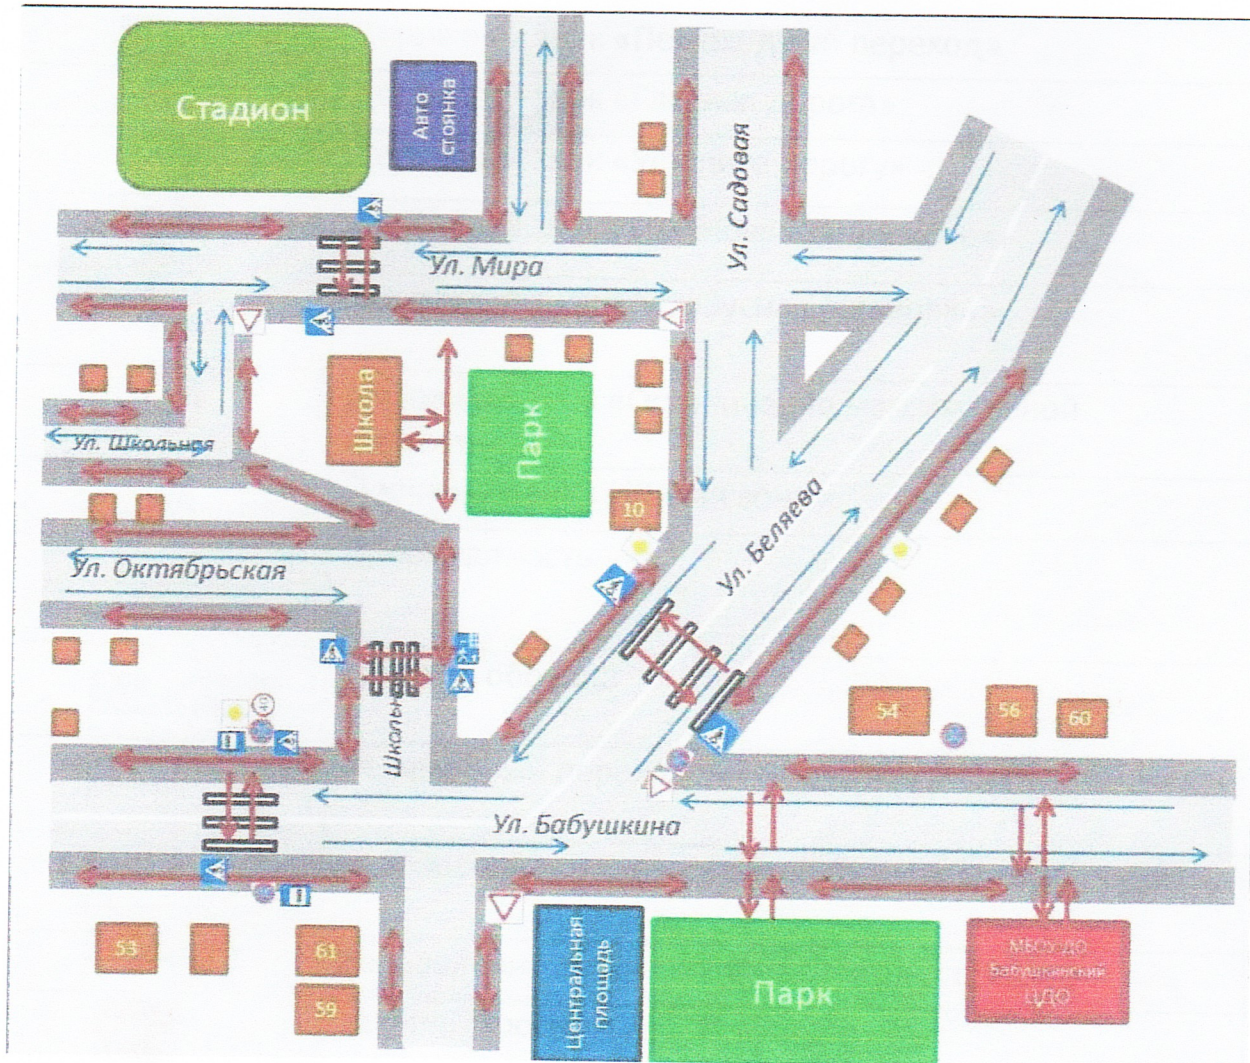 Стадион
Авто
стоянка
Ул. Садовая
Ул. Мира
Школа
Парк
Ул. Школьная
10
Ул. Октябрьская
Ул. Беляева
Школьн
54
56
60
Ул. Бабушкина
53
61
59
Центральная
площадь
Парк
МБОУ ДО
Бабушкинский
ЦДО